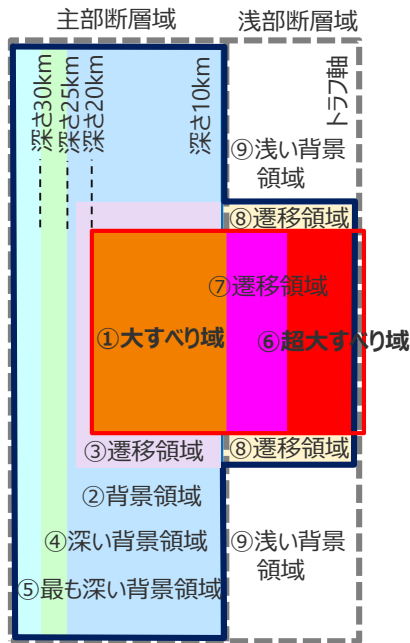 主部断層域
浅部断層域
深さ30km
深さ25km
深さ20km
深さ10km
トラフ軸
⑨浅い背景
領域
⑧遷移領域
⑦遷移領域
①大すべり域
⑥超大すべり域
③遷移領域
⑧遷移領域
②背景領域
④深い背景領域
⑨浅い背景
領域
⑤最も深い背景領域